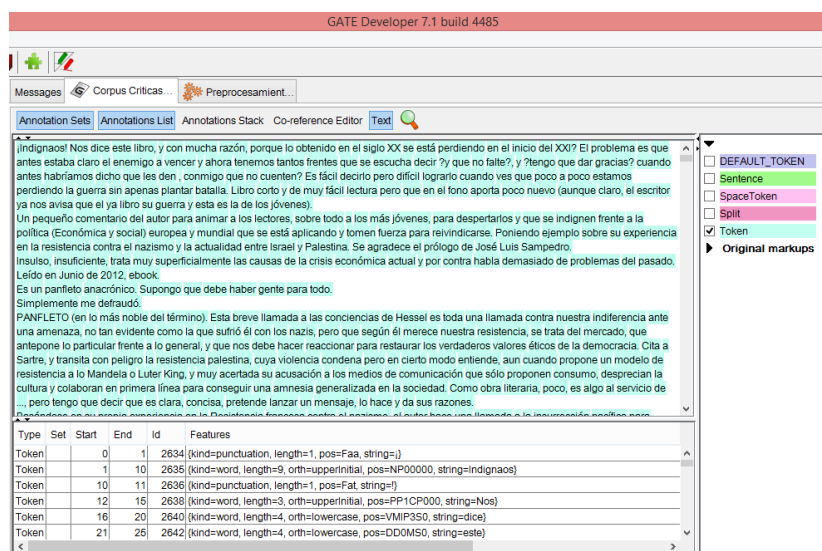 GATE Developer 7.1 build 4485
Messages Corpus Criticas... Preprocesamient...
Annotation Sets Annotations List Annotations Stack Co-reference Editor Text
¡Indignaos! Nos dice este libro, y con mucha razón, porque lo obtenido en el siglo XX se está perdiendo en el inicio del XXI? El problema es que
antes estaba claro el enemigo a vencer y ahora tenemos tantos frentes que se escucha decir ?y que no falte?, y ?tengo que dar gracias? cuando
antes habríamos dicho que les den , conmigo que no cuenten? Es fácil decirlo pero difícil lograrlo cuando ves que poco a poco estamos
perdiendo la guerra sin apenas plantar batalla. Libro corto y de muy fácil lectura pero que en el fono aporta poco nuevo (aunque claro, el escritor
ya nos avisa que el ya libro su guerra y esta es la de los jóvenes).
Un pequeño comentario del autor para animar a los lectores, sobre todo a los más jóvenes, para despertarlos y que se indignen frente a la
política (Económica y social) europea y mundial que se está aplicando y tomen fuerza para reivindicarse. Poniendo ejemplo sobre su experiencia
en la resistencia contra el nazismo y la actualidad entre Israel y Palestina. Se agradece el prólogo de José Luis Sampedro.
Insulso, insuficiente, trata muy superficialmente las causas de la crisis económica actual y por contra habla demasiado de problemas del pasado.
Leído en Junio de 2012, ebook.
Es un panfleto anacrónico. Supongo que debe haber gente para todo.
Simplemente me defraudó.
PANFLETO (en lo más noble del término). Esta breve llamada a las conciencias de Hessel es toda una llamada contra nuestra indiferencia ante
una amenaza, no tan evidente como la que sufrió él con los nazis, pero que según él merece nuestra resistencia, se trata del mercado, que
antepone lo particular frente a lo general, y que nos debe hacer reaccionar para restaurar los verdaderos valores éticos de la democracia. Cita a
Sartre, y transita con peligro la resistencia palestina, cuya violencia condena pero en cierto modo entiende, aun cuando propone un modelo de
resistencia a lo Mandela o Luter King, y muy acertada su acusación a los medios de comunicación que sólo proponen consumo, desprecian la
cultura y colaboran en primera línea para conseguir una amnesia generalizada en la sociedad. Como obra literaria, poco, es algo al servicio de
..., pero tengo que decir que es clara, concisa, pretende lanzar un mensaje, lo hace y da sus razones.
Basándose en su propia experiencia en la Resistencia francesa contra el nazismo, el autor hace una llamada a la insurrección pacífica para
DEFAULT_TOKEN
Sentence
SpaceToken
Split
Token
Original markups
Type Set Start End Id Features
Token 0 1 2634 {kind=punctuation, length=1, pos=Faa, string=¡}
Token 1 10 2635 {kind=word, length=9, orth=upperInitial, pos=NP00000, string=Indignaos}
Token 10 11 2636 {kind=punctuation, length=1, pos=Fat, string=!}
Token 12 15 2638 {kind=word, length=3, orth=upperInitial, pos=PP1CP000, string=Nos}
Token 16 20 2640 {kind=word, length=4, orth=lowercase, pos=VMIP3S0, string=dice}
Token 21 25 2642 {kind=word, length=4, orth=lowercase, pos=DD0MS0, string=este}